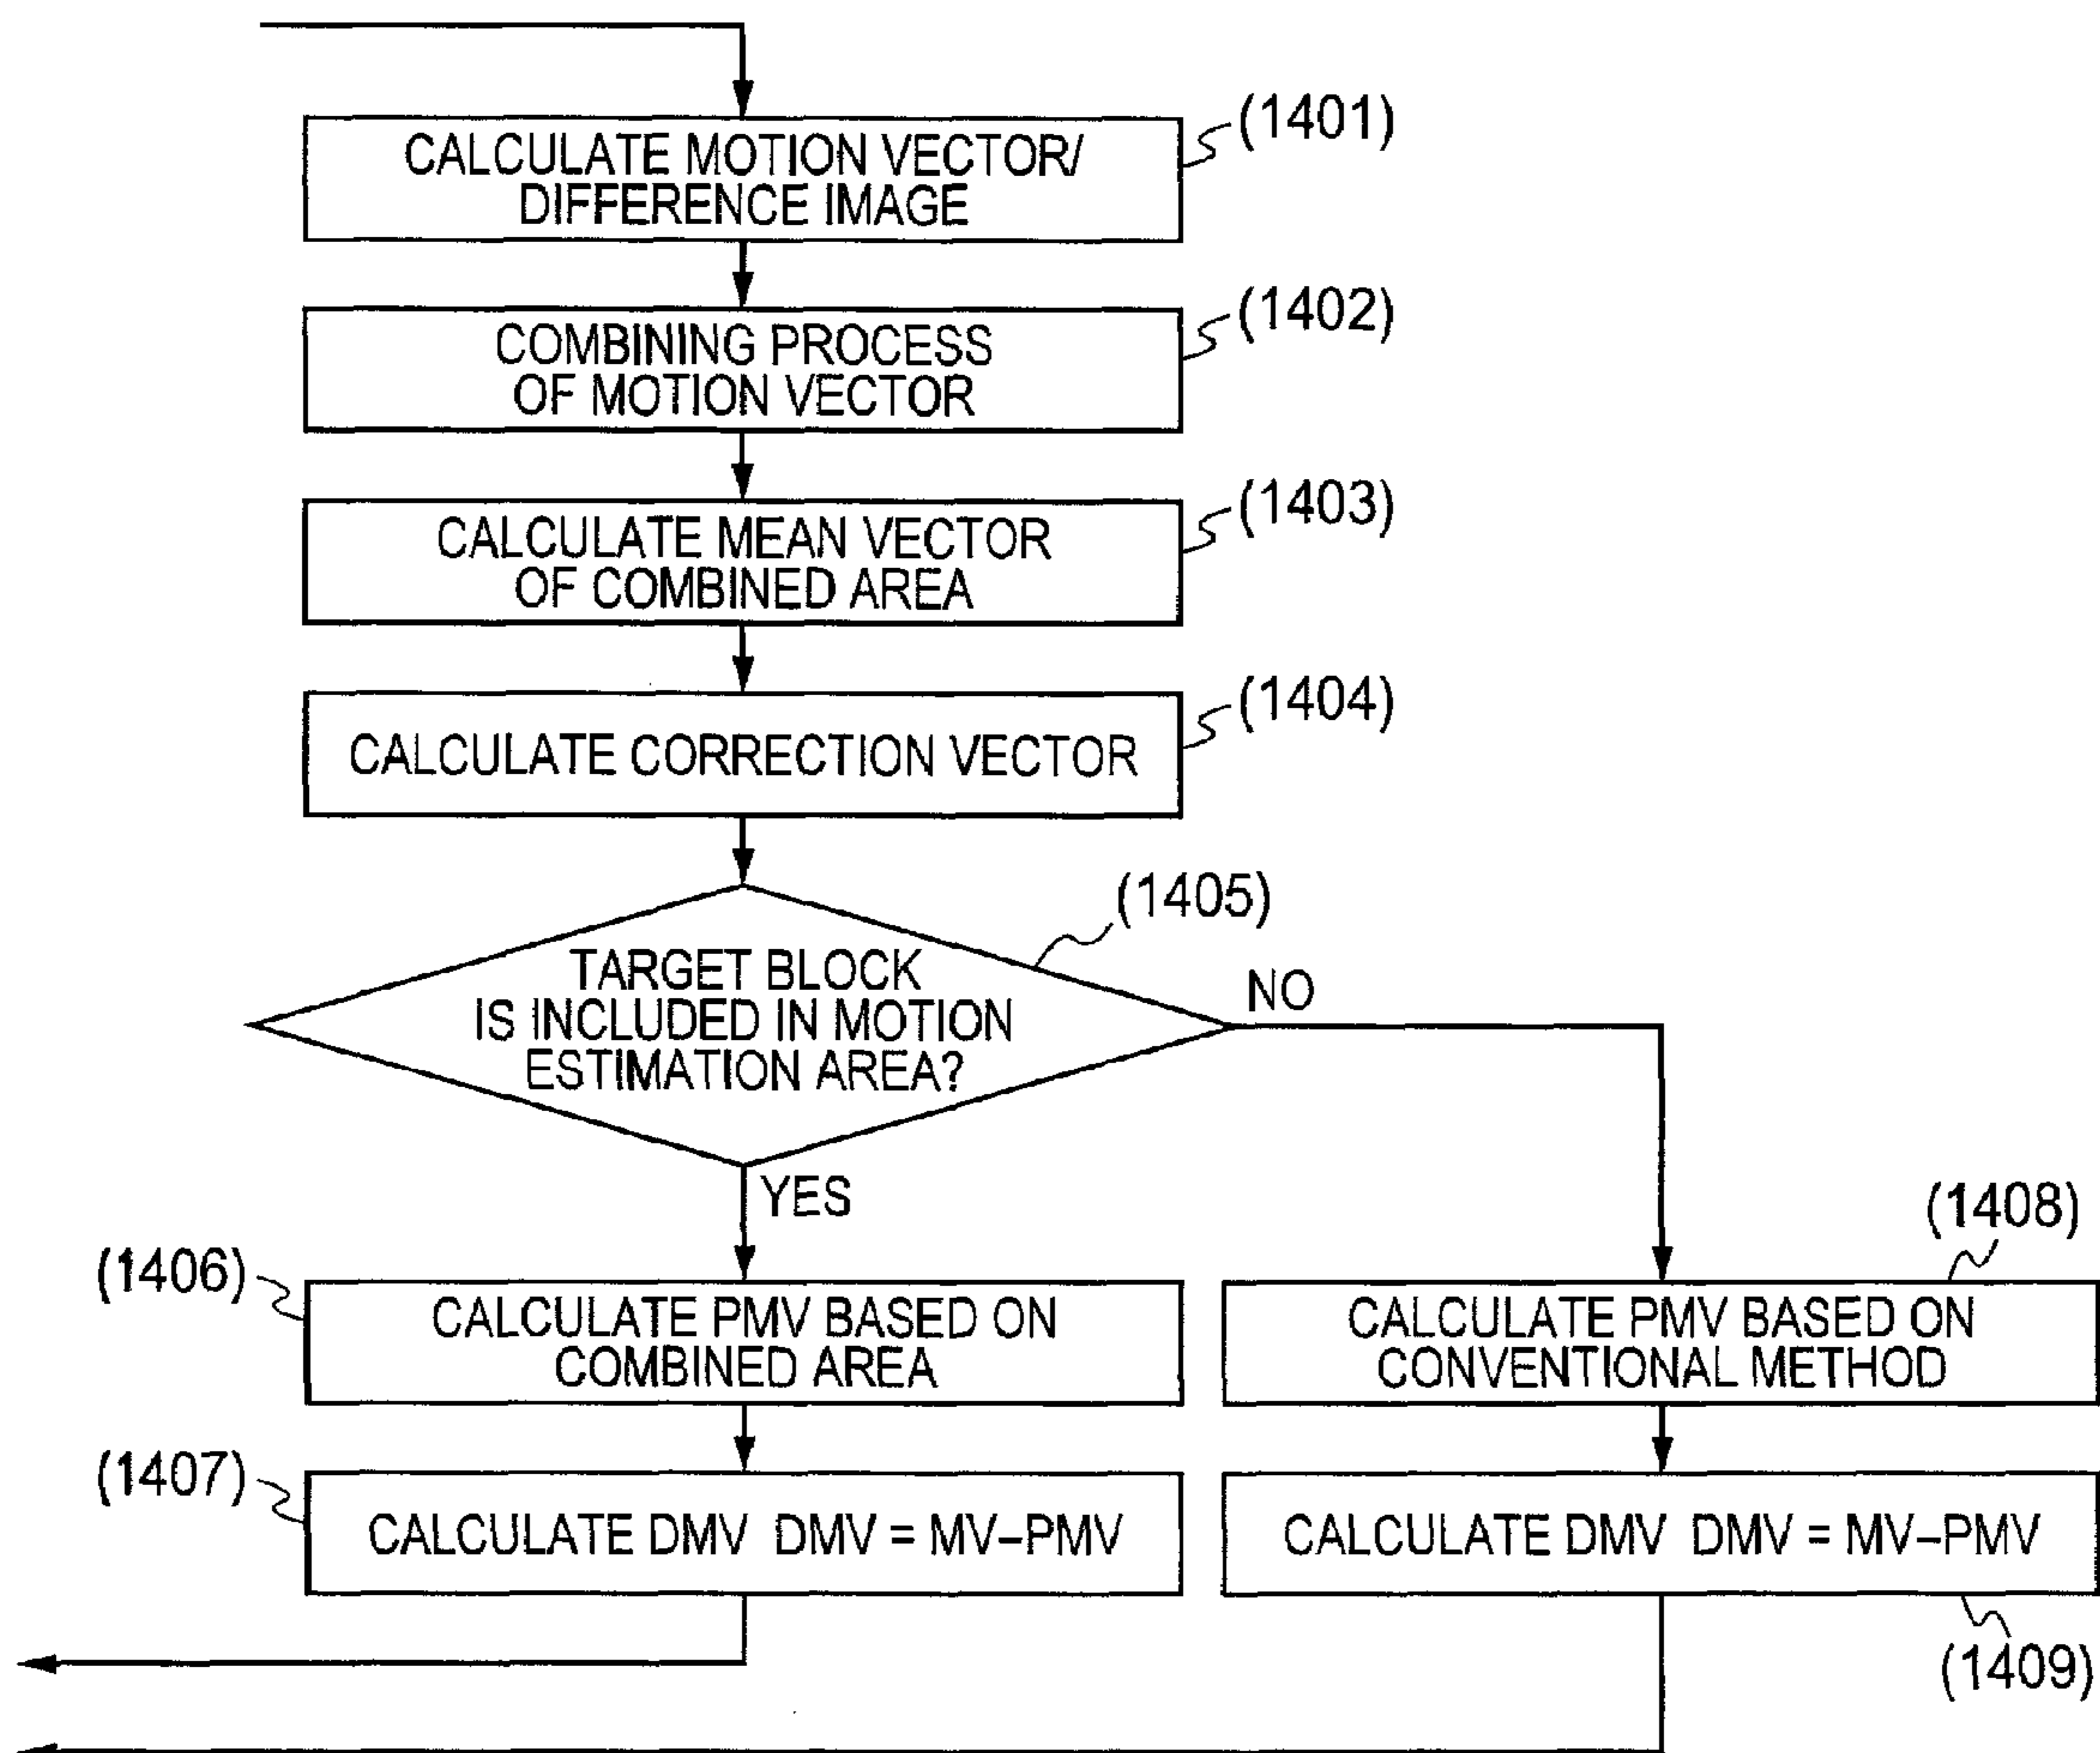 (1401)
CALCULATE MOTION VECTOR/
DIFFERENCE IMAGE
(1402)
COMBINING PROCESS
OF MOTION VECTOR
(1403)
CALCULATE MEAN VECTOR
OF COMBINED AREA
(1404)
CALCULATE CORRECTION VECTOR
(1405)
TARGET BLOCK
IS INCLUDED IN MOTION
ESTIMATION AREA?
NO
YES
(1406)
CALCULATE PMV BASED ON
COMBINED AREA
(1408)
CALCULATE PMV BASED ON
CONVENTIONAL METHOD
(1407)
CALCULATE DMV DMV = MV–PMV
CALCULATE DMV DMV = MV–PMV
(1409)